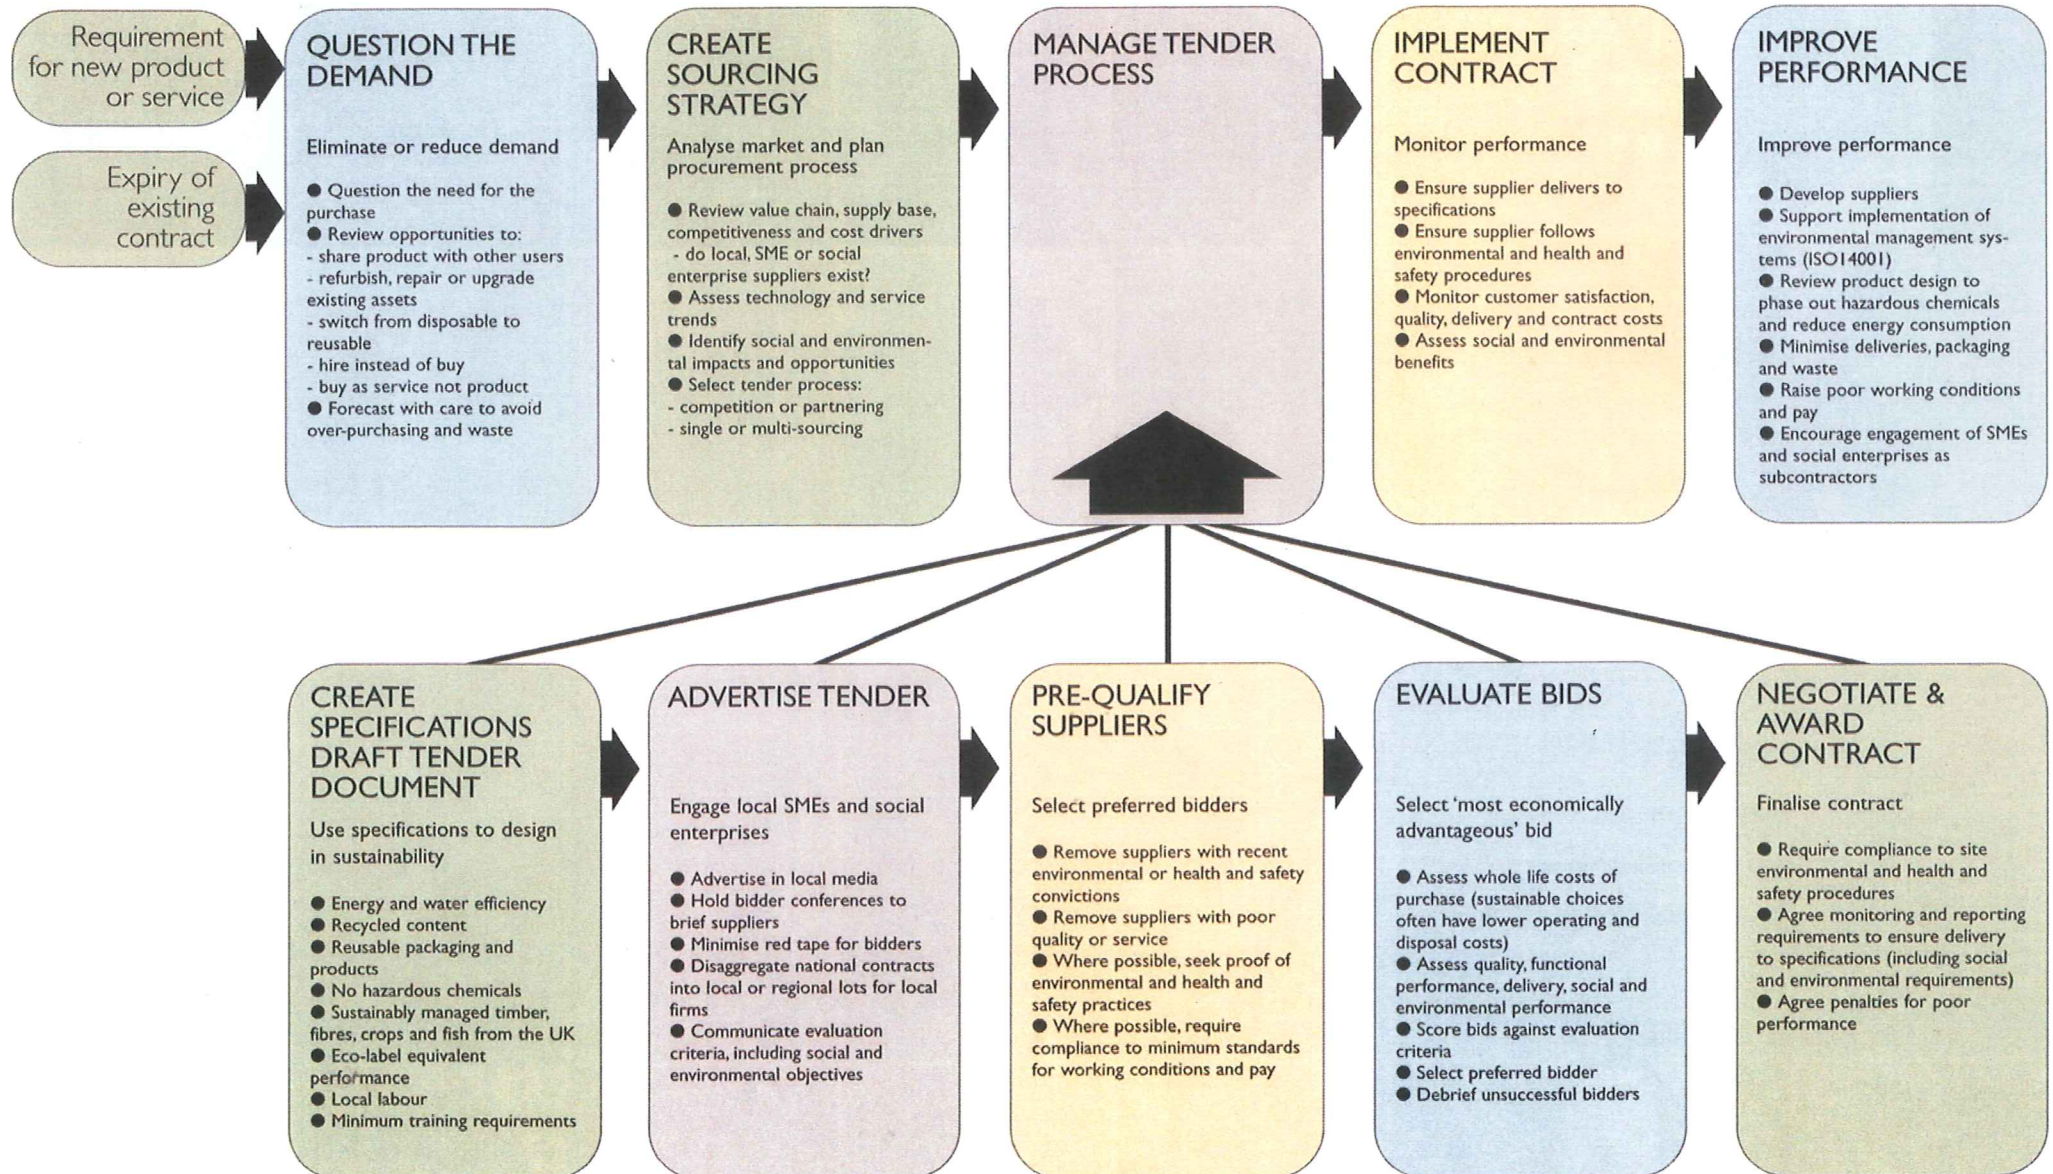 Requirement
for new product
or service
Expiry of
existing
contract
QUESTION THE
DEMAND
Eliminate or reduce demand
● Question the need for the
purchase
● Review opportunities to:
- share product with other users
- refurbish, repair or upgrade
existing assets
- switch from disposable to
reusable
- hire instead of buy
- buy as service not product
● Forecast with care to avoid
over-purchasing and waste
CREATE
SOURCING
STRATEGY
Analyse market and plan
procurement process
● Review value chain, supply base,
competitiveness and cost drivers
- do local, SME or social
enterprise suppliers exist?
● Assess technology and service
trends
● Identify social and environmen-
tal impacts and opportunities
● Select tender process:
- competition or partnering
- single or multi-sourcing
MANAGE TENDER
PROCESS
IMPLEMENT
CONTRACT
Monitor performance
● Ensure supplier delivers to
specifications
● Ensure supplier follows
environmental and health and
safety procedures
● Monitor customer satisfaction,
quality, delivery and contract costs
● Assess social and environmental
benefits
IMPROVE
PERFORMANCE
Improve performance
● Develop suppliers
● Support implementation of
environmental management sys-
tems (ISO14001)
● Review product design to
phase out hazardous chemicals
and reduce energy consumption
● Minimise deliveries, packaging
and waste
● Raise poor working conditions
and pay
● Encourage engagement of SMEs
and social enterprises as
subcontractors
CREATE
SPECIFICATIONS
DRAFT TENDER
DOCUMENT
Use specifications to design
in sustainability
● Energy and water efficiency
● Recycled content
● Reusable packaging and
products
● No hazardous chemicals
● Sustainably managed timber,
fibres, crops and fish from the UK
● Eco-label equivalent
performance
● Local labour
● Minimum training requirements
ADVERTISE TENDER
Engage local SMEs and social
enterprises
● Advertise in local media
● Hold bidder conferences to
brief suppliers
● Minimise red tape for bidders
● Disaggregate national contracts
into local or regional lots for local
firms
● Communicate evaluation
criteria, including social and
environmental objectives
PRE-QUALIFY
SUPPLIERS
Select preferred bidders
● Remove suppliers with recent
environmental or health and safety
convictions
● Remove suppliers with poor
quality or service
● Where possible, seek proof of
environmental and health and
safety practices
● Where possible, require
compliance to minimum standards
for working conditions and pay
EVALUATE BIDS
Select ‘most economically
advantageous’ bid
● Assess whole life costs of
purchase (sustainable choices
often have lower operating and
disposal costs)
● Assess quality, functional
performance, delivery, social and
environmental performance
● Score bids against evaluation
criteria
● Select preferred bidder
● Debrief unsuccessful bidders
NEGOTIATE &
AWARD
CONTRACT
Finalise contract
● Require compliance to site
environmental and health and
safety procedures
● Agree monitoring and reporting
requirements to ensure delivery
to specifications (including social
and environmental requirements)
● Agree penalties for poor
performance